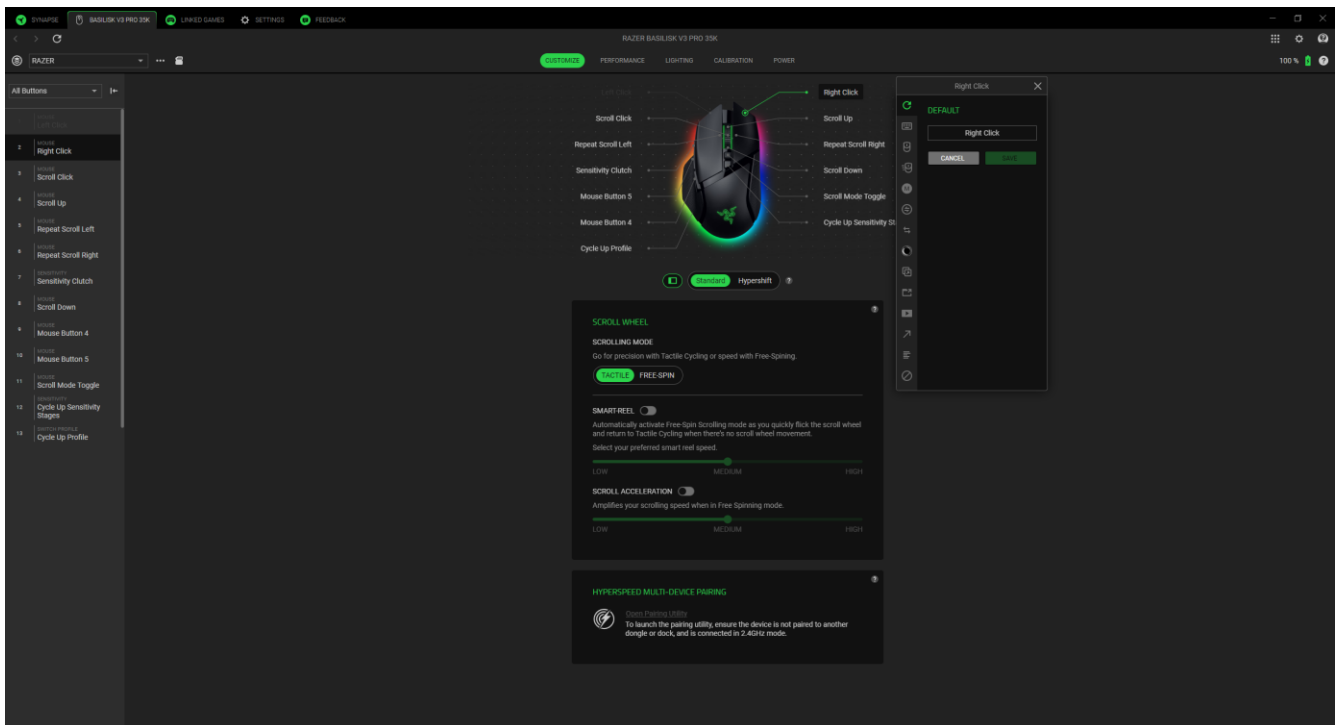 SYNAPSE
BASILISK V3 PRO 35K
LINKED GAMES
SETTINGS
FEEDBACK
RAZER BASILISK V3 PRO 35K
RAZER
CUSTOMIZE
PERFORMANCE
LIGHTING
CALIBRATION
POWER
100 %
All Buttons
Left Click
2
MOUSE
Right Click
3
MOUSE
Scroll Click
4
MOUSE
Scroll Up
5
MOUSE
Repeat Scroll Left
6
MOUSE
Repeat Scroll Right
7
SENSITIVITY
Sensitivity Clutch
8
MOUSE
Scroll Down
9
MOUSE
Mouse Button 4
10
MOUSE
Mouse Button 5
11
MOUSE
Scroll Mode Toggle
12
SENSITIVITY
Cycle Up Sensitivity
Stages
13
SWITCH PROFILE
Cycle Up Profile
Left Click
Scroll Click
Repeat Scroll Left
Sensitivity Clutch
Mouse Button 5
Mouse Button 4
Cycle Up Profile
Right Click
Scroll Up
Repeat Scroll Right
Scroll Down
Scroll Mode Toggle
Cycle Up Sensitivity St
Standard
Hypershift
SCROLL WHEEL
SCROLLING MODE
Go for precision with Tactile Cycling or speed with Free-Spining.
TACTILE
FREE-SPIN
SMART-REEL
Automatically activate Free-Spin Scrolling mode as you quickly flick the scroll wheel
and return to Tactile Cycling when there's no scroll wheel movement.
Select your preferred smart reel speed.
LOW
MEDIUM
HIGH
SCROLL ACCELERATION
Amplifies your scrolling speed when in Free Spinning mode.
LOW
MEDIUM
HIGH
HYPERSPEED MULTI-DEVICE PAIRING
Open Pairing Utility
To launch the pairing utility, ensure the device is not paired to another
dongle or dock, and is connected in 2.4GHz mode.
Right Click
DEFAULT
Right Click
CANCEL
SAVE